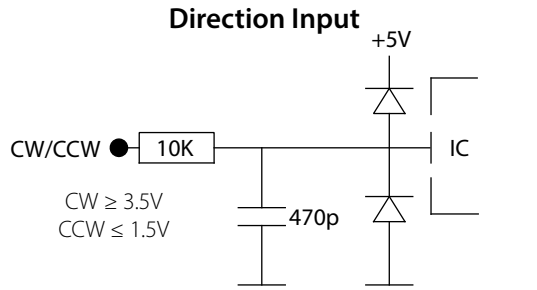 Direction Input
+5V
CW/CCW
10K
IC
CW ≥ 3.5V
CCW ≤ 1.5V
470p